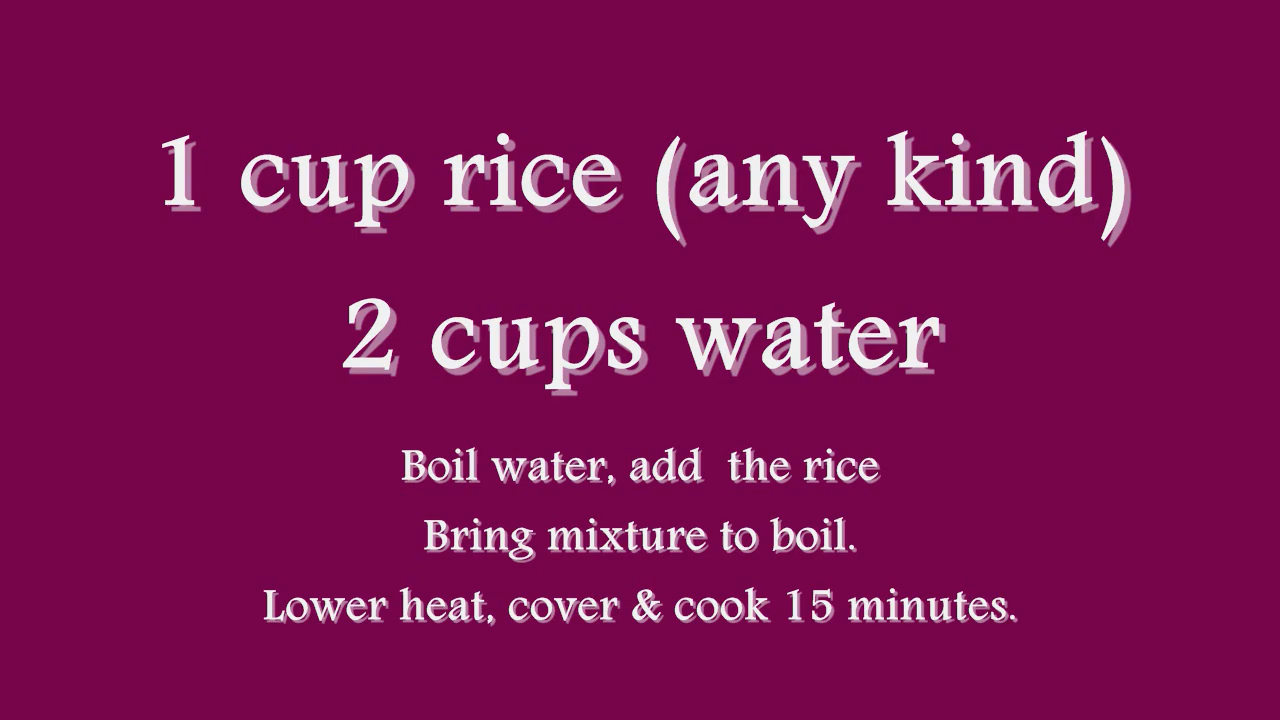 1 cup rice (any kind)
2 cups water
Boil water, add  the rice
Bring mixture to boil.
Lower heat, cover & cook 15 minutes.